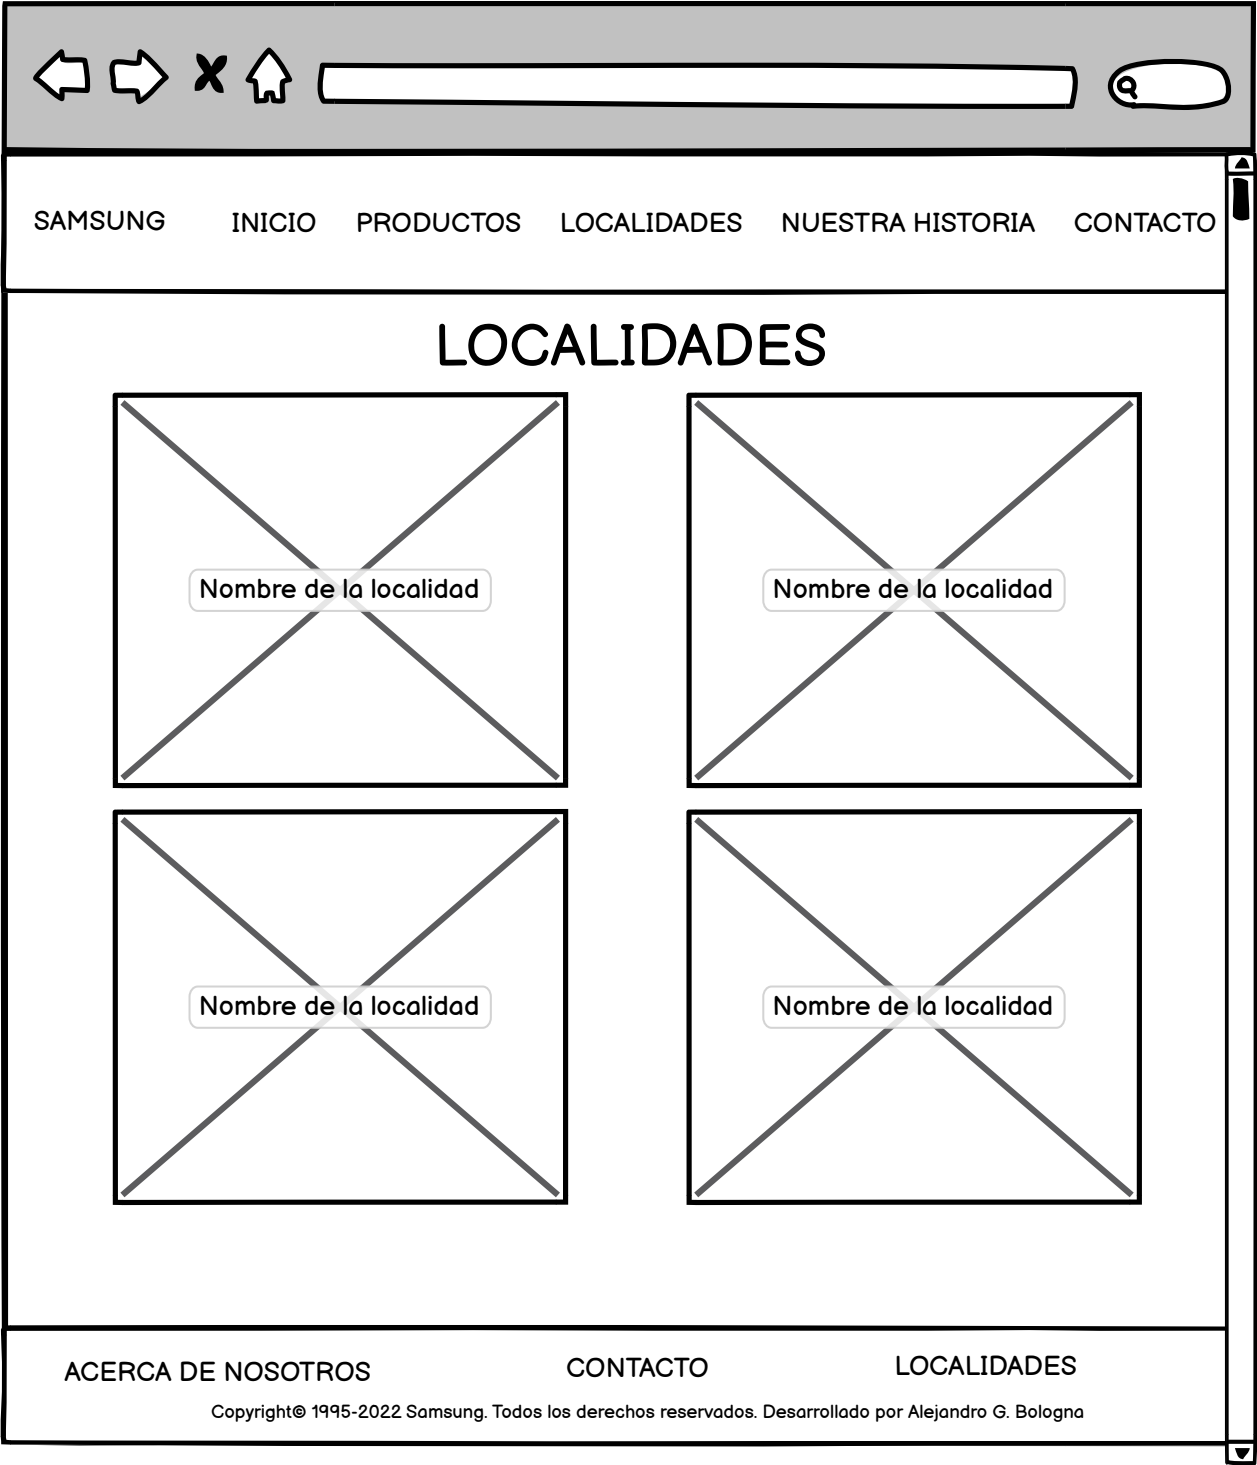 SAMSUNG INICIO PRODUCTOS LOCALIDADES NUESTRA HISTORIA CONTACTO
LOCALIDADES
Nombre de la localidad Nombre de la localidad
Nombre de la localidad Nombre de la localidad
ACERCA DE NOSOTROS CONTACTO LOCALIDADES
Copyright© 1995-2022 Samsung. Todos los derechos reservados. Desarrollado por Alejandro G. Bologna